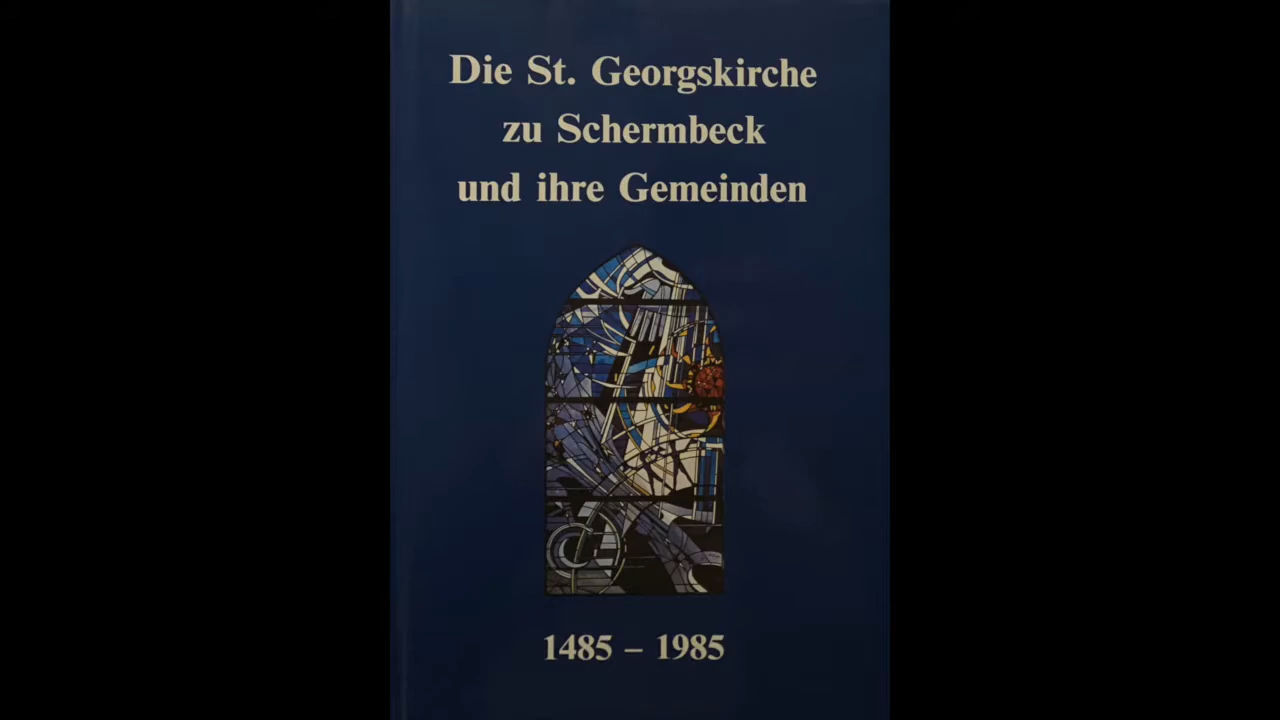 Die St. Georgskirche
zu Schermbeck
und ihre Gemeinden
1485 – 1985